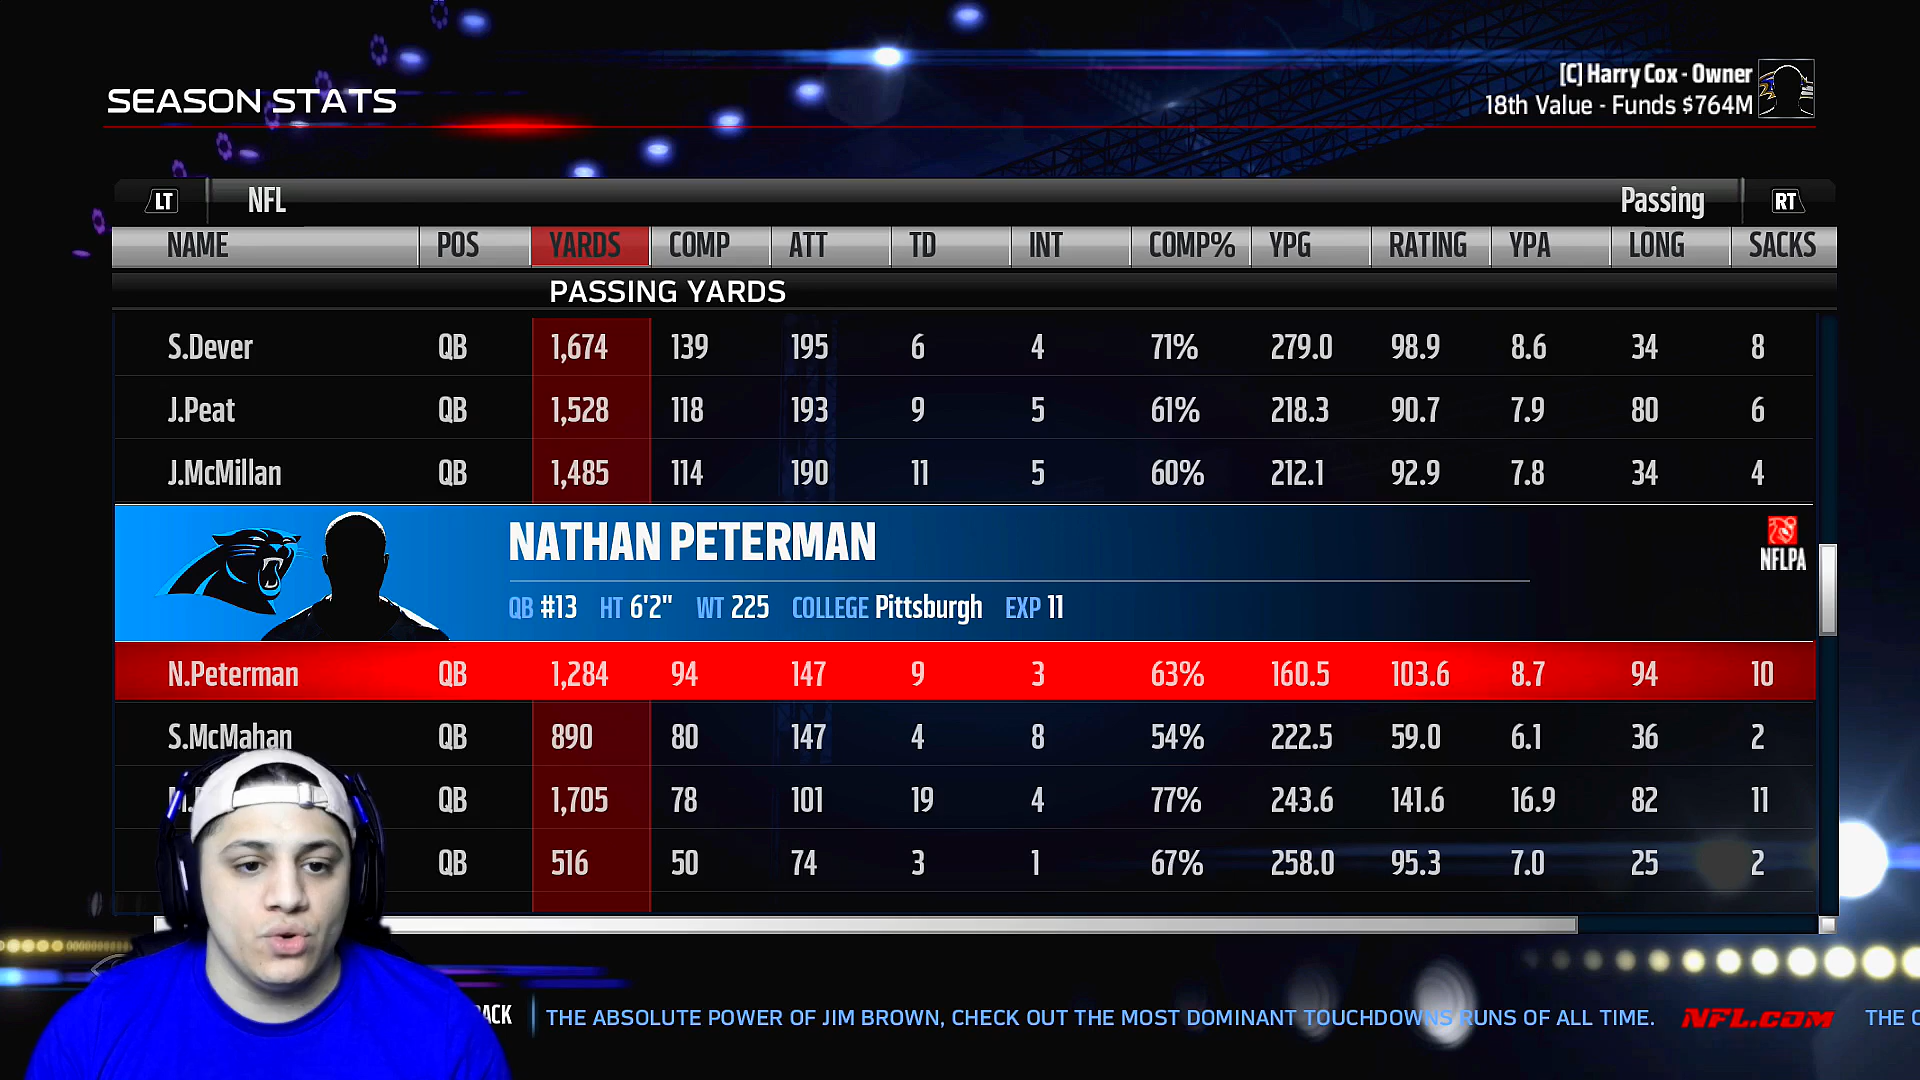 SEASON STATS
[C] Harry Cox - Owner
18th Value - Funds $764M
LT NFL Passing RT
NAME POS YARDS COMP ATT TD INT COMP% YPG RATING YPA LONG SACKS
PASSING YARDS
S.Dever QB 1,674 139 195 6 4 71% 279.0 98.9 8.6 34 8
J.Peat QB 1,528 118 193 9 5 61% 218.3 90.7 7.9 80 6
J.McMillan QB 1,485 114 190 11 5 60% 212.1 92.9 7.8 34 4
NATHAN PETERMAN
NFLPA
QB #13 HT 6'2" WT 225 COLLEGE Pittsburgh EXP 11
N.Peterman QB 1,284 94 147 9 3 63% 160.5 103.6 8.7 94 10
S.McMahan QB 890 80 147 4 8 54% 222.5 59.0 6.1 36 2
QB 1,705 78 101 19 4 77% 243.6 141.6 16.9 82 11
QB 516 50 74 3 1 67% 258.0 95.3 7.0 25 2
ACK THE ABSOLUTE POWER OF JIM BROWN, CHECK OUT THE MOST DOMINANT TOUCHDOWNS RUNS OF ALL TIME. NFL.COM THE